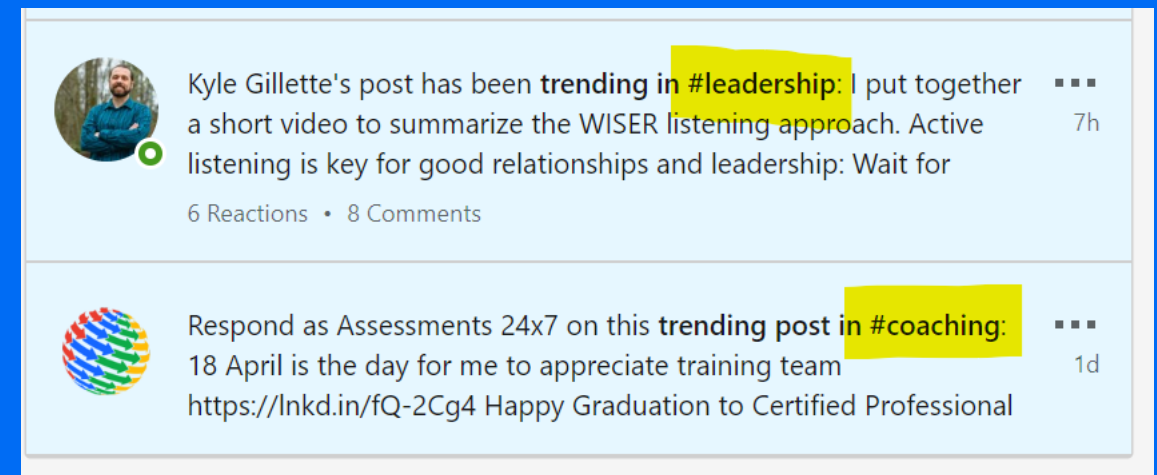 Kyle Gillette's post has been trending in #leadership: I put together
a short video to summarize the WISER listening approach. Active
listening is key for good relationships and leadership: Wait for
7h
6 Reactions • 8 Comments
Respond as Assessments 24x7 on this trending post in #coaching:
18 April is the day for me to appreciate training team
https://lnkd.in/fQ-2Cg4 Happy Graduation to Certified Professional
1d